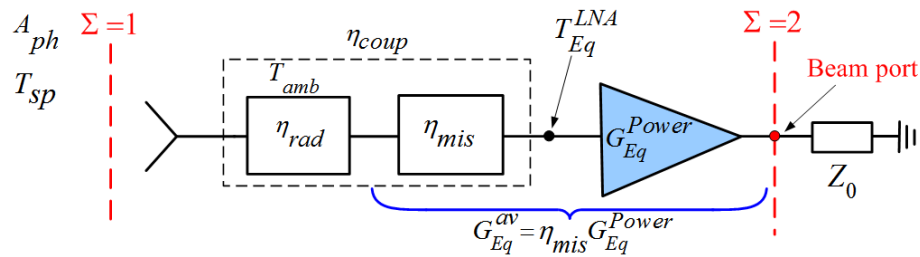 A_ph
T_sp
Σ=1
η_coup
T_amb
η_rad
η_mis
T_Eq^LNA
G_Eq^Power
Σ=2
Beam port
Z_0
G_Eq^av = η_mis G_Eq^Power